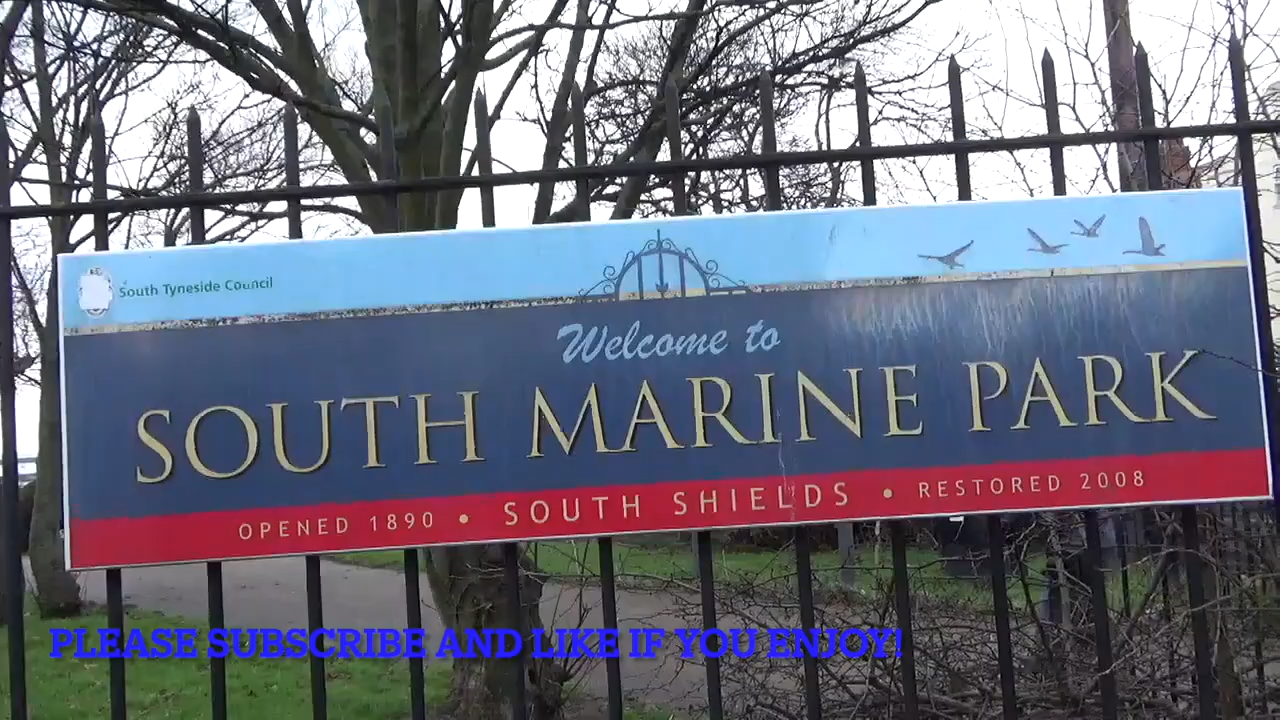 South Tyneside Council
Welcome to
SOUTH MARINE PARK
OPENED 1890 • SOUTH SHIELDS • RESTORED 2008
PLEASE SUBSCRIBE AND LIKE IF YOU ENJOY!